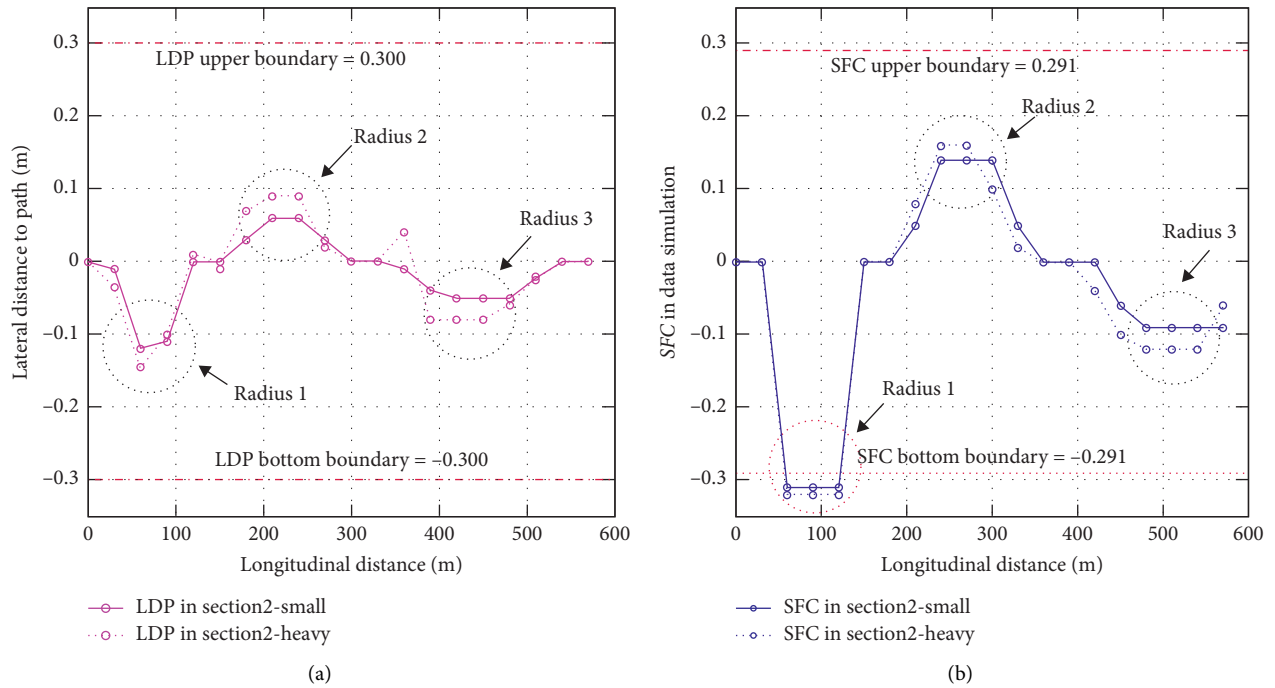 0.3
LDP upper boundary = 0.300
0.2
Radius 2
0.1
Radius 3
0
–0.1
Radius 1
–0.2
LDP bottom boundary = –0.300
–0.3
0 100 200 300 400 500 600
Lateral distance to path (m)
Longitudinal distance (m)
LDP in section2-small
LDP in section2-heavy
(a)
0.3
SFC upper boundary = 0.291
0.2
Radius 2
0.1
Radius 3
0
–0.1
Radius 1
–0.2
SFC bottom boundary = –0.291
–0.3
0 100 200 300 400 500 600
SFC in data simulation
Longitudinal distance (m)
SFC in section2-small
SFC in section2-heavy
(b)